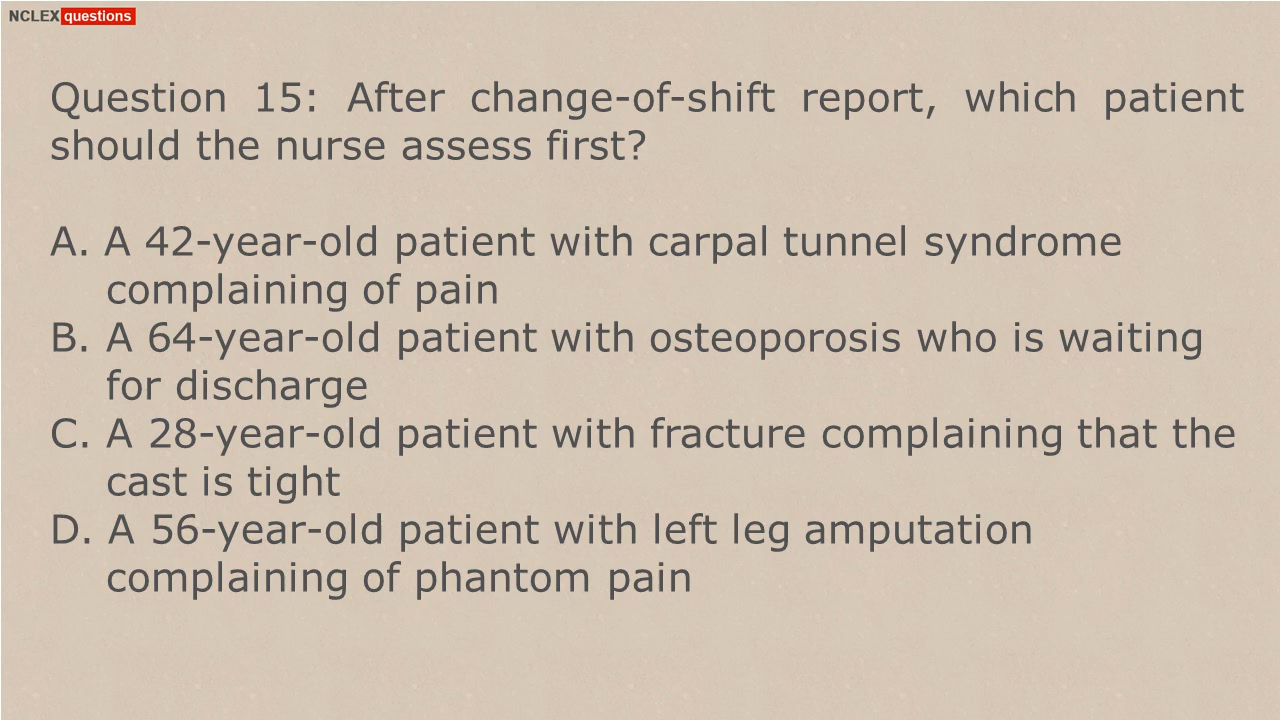 NCLEX questions
Question 15: After change-of-shift report, which patient
should the nurse assess first?
A. A 42-year-old patient with carpal tunnel syndrome
complaining of pain
B. A 64-year-old patient with osteoporosis who is waiting
for discharge
C. A 28-year-old patient with fracture complaining that the
cast is tight
D. A 56-year-old patient with left leg amputation
complaining of phantom pain